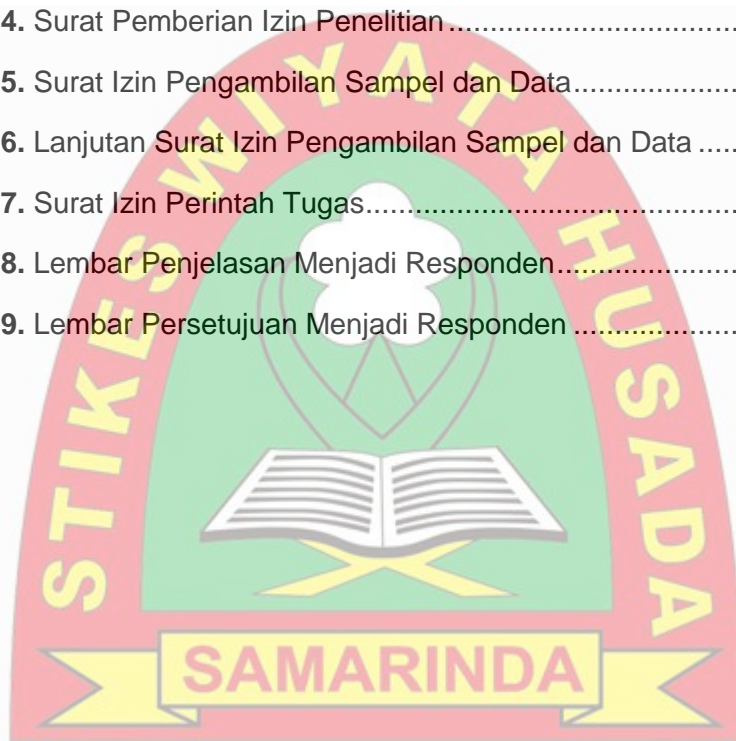 4. Surat Pemberian Izin Penelitian ..................................
5. Surat Izin Pengambilan Sampel dan Data ...................
6. Lanjutan Surat Izin Pengambilan Sampel dan Data .....
7. Surat Izin Perintah Tugas ...........................................
8. Lembar Penjelasan Menjadi Responden .....................
9. Lembar Persetujuan Menjadi Responden ...................
STIKES WIYATA HUSADA
SAMARINDA